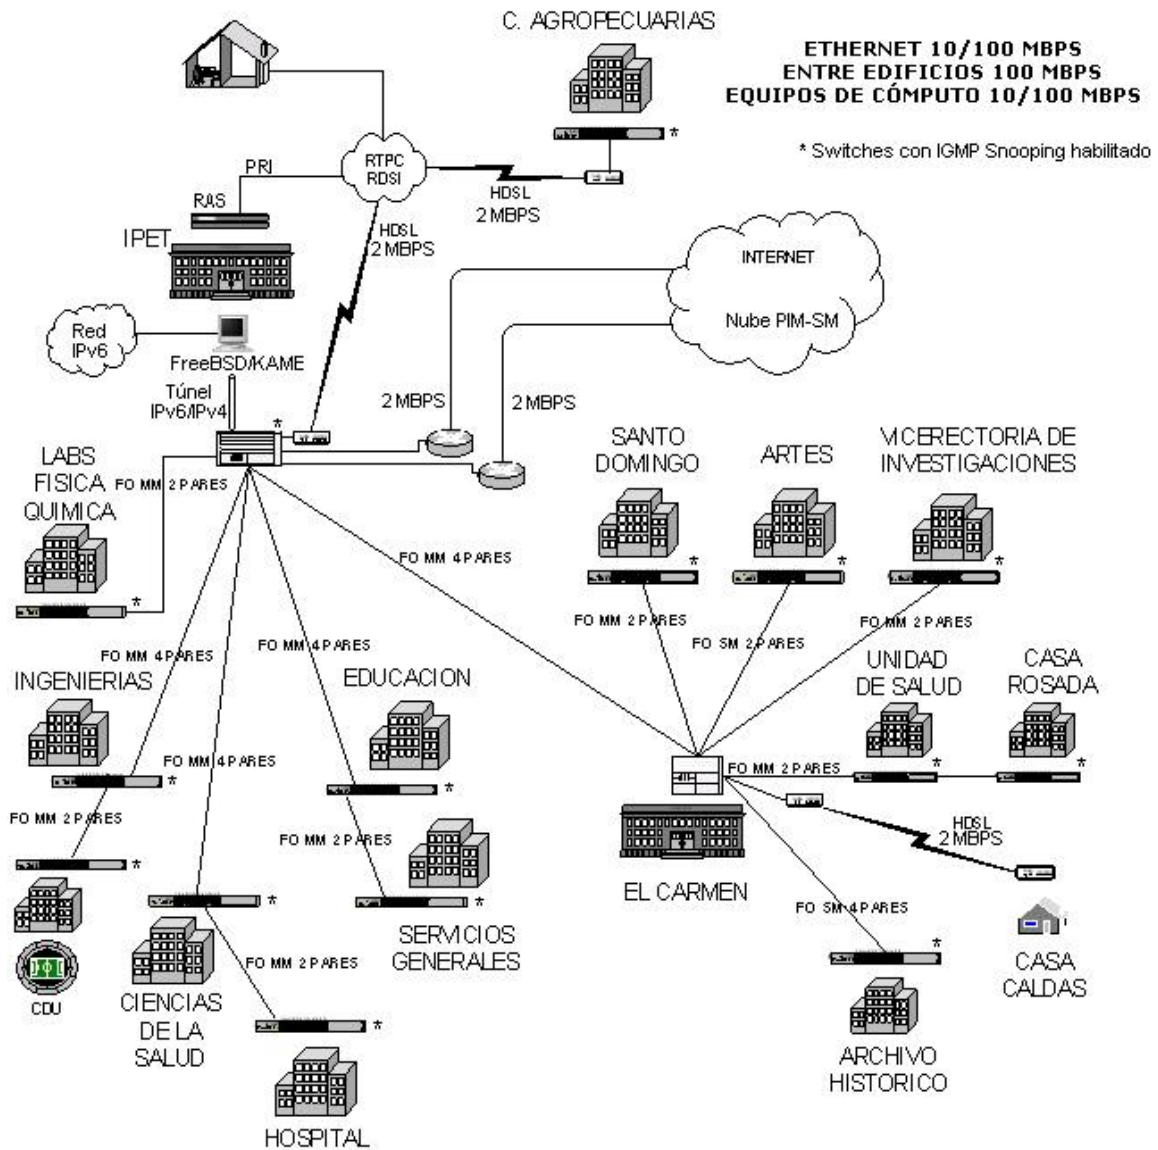 C. AGROPECUARIAS
ETHERNET 10/100 MBPS
ENTRE EDIFICIOS 100 MBPS
EQUIPOS DE CÓMPUTO 10/100 MBPS
*
* Switches con IGMP Snooping habilitado
RTPC
RDSI
PRI
RAS
HDSL
2 MBPS
IPET
HDSL
2 MBPS
INTERNET
Nube PIM-SM
Red
IPv6
FreeBSD/KAME
Túnel
IPv6/IPv4
2 MBPS
2 MBPS
*
LABS
FISICA
QUIMICA
FO MM 2 PARES
*
SANTO
DOMINGO
*
ARTES
*
VICERECTORIA DE
INVESTIGACIONES
*
FO MM 4 PARES
FO MM 2 PARES
FO SM 2 PARES
FO MM 2 PARES
FO MM 4 PARES
FO MM 4 PARES
INGENIERIAS
*
EDUCACION
*
UNIDAD
DE SALUD
*
CASA
ROSADA
*
FO MM 4 PARES
FO MM 2 PARES
FO MM 2 PARES
FO MM 2 PARES
HDSL
2 MBPS
*
CDU
*
CIENCIAS
DE LA
SALUD
*
SERVICIOS
GENERALES
EL CARMEN
FO SM 4 PARES
*
CASA
CALDAS
FO MM 2 PARES
*
HOSPITAL
ARCHIVO
HISTORICO